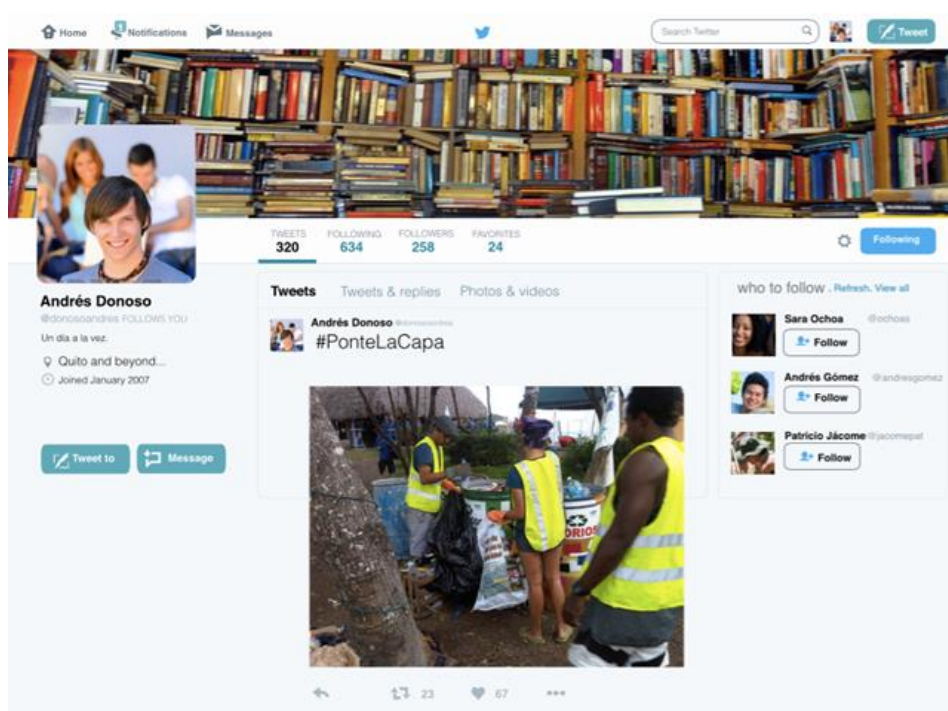 Home
1
Notifications
Messages
Search Twitter
Tweet
TWEETS
320
FOLLOWING
634
FOLLOWERS
258
FAVORITES
24
Following
Andrés Donoso
@donosoandres FOLLOWS YOU
Un día a la vez.
Quito and beyond...
Joined January 2007
Tweet to
Message
Tweets Tweets & replies Photos & videos
Andrés Donoso @donosoandres
#PonteLaCapa
RIOS
23
67
who to follow . Refresh. View all
Sara Ochoa @ochoas
Follow
Andrés Gómez @andresgomez
Follow
Patricio Jácome @jacomepat
Follow